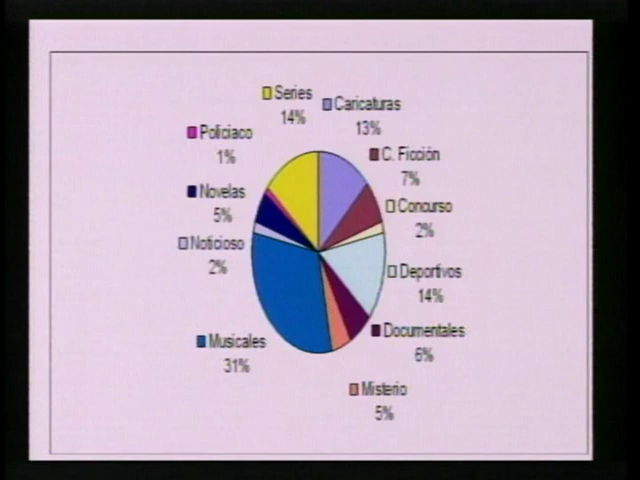 Series
14%
Caricaturas
13%
C. Ficción
7%
Concurso
2%
Deportivos
14%
Documentales
6%
Misterio
5%
Musicales
31%
Noticioso
2%
Novelas
5%
Policiaco
1%